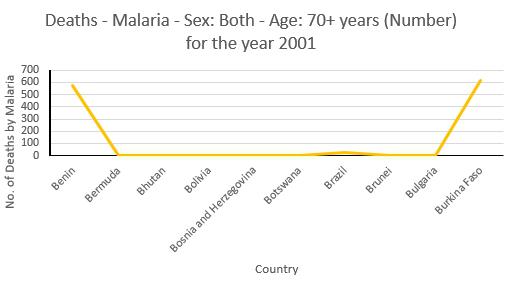 Deaths - Malaria - Sex: Both - Age: 70+ years (Number)
for the year 2001
No. of Deaths by Malaria
700
600
500
400
300
200
100
0
Benin
Bermuda
Bhutan
Bolivia
Bosnia and Herzegovina
Botswana
Brazil
Brunei
Bulgaria
Burkina Faso
Country